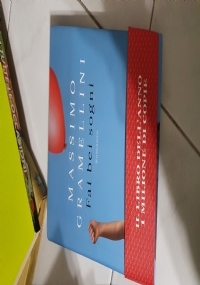 MASSIMO
GRAMELLINI
Fai bei sogni
IL LIBRO DELL'ANNO
1 MILIONE DI COPIE